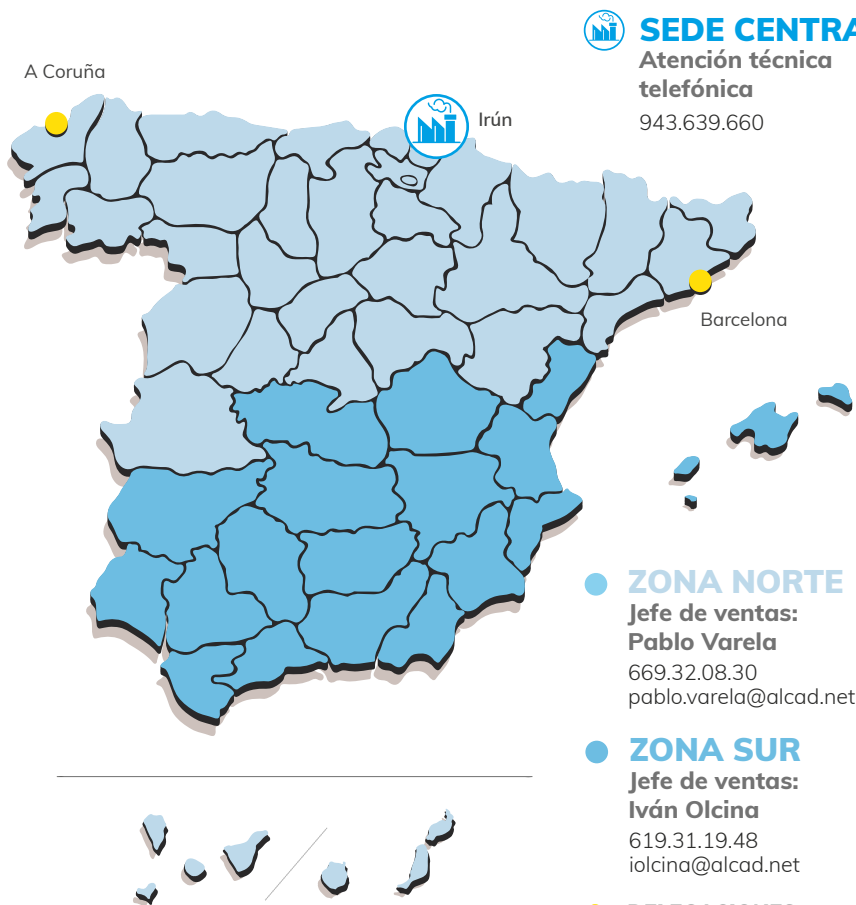 SEDE CENTRA
Atención técnica
telefónica
943.639.660
A Coruña
Irún
Barcelona
ZONA NORTE
Jefe de ventas:
Pablo Varela
669.32.08.30
pablo.varela@alcad.net
ZONA SUR
Jefe de ventas:
Iván Olcina
619.31.19.48
iolcina@alcad.net